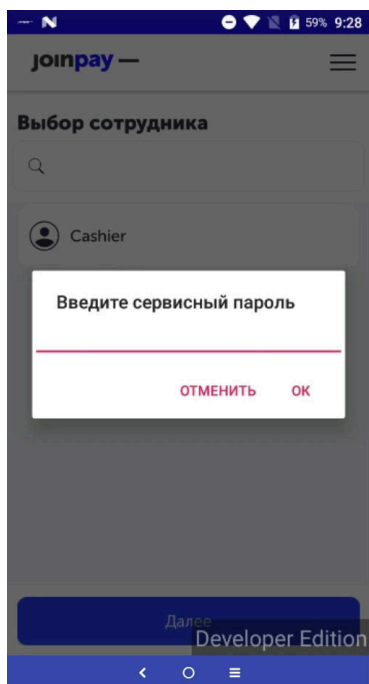 59% 9:28
joinpay
Выбор сотрудника
Cashier
Введите сервисный пароль
ОТМЕНИТЬ ОК
Далее
Developer Edition